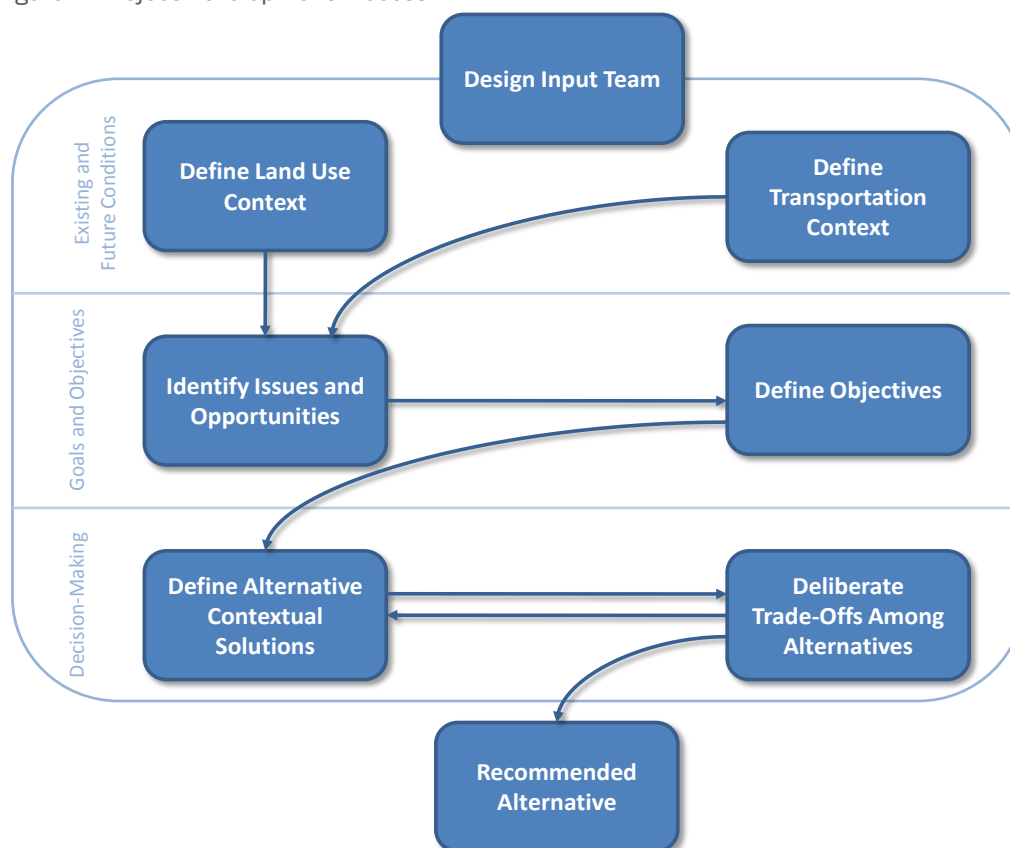 Design Input Team
Existing and
Future Conditions
Define Land Use
Context
Define
Transportation
Context
Goals and Objectives
Identify Issues and
Opportunities
Define Objectives
Decision-Making
Define Alternative
Contextual
Solutions
Deliberate
Trade-Offs Among
Alternatives
Recommended
Alternative